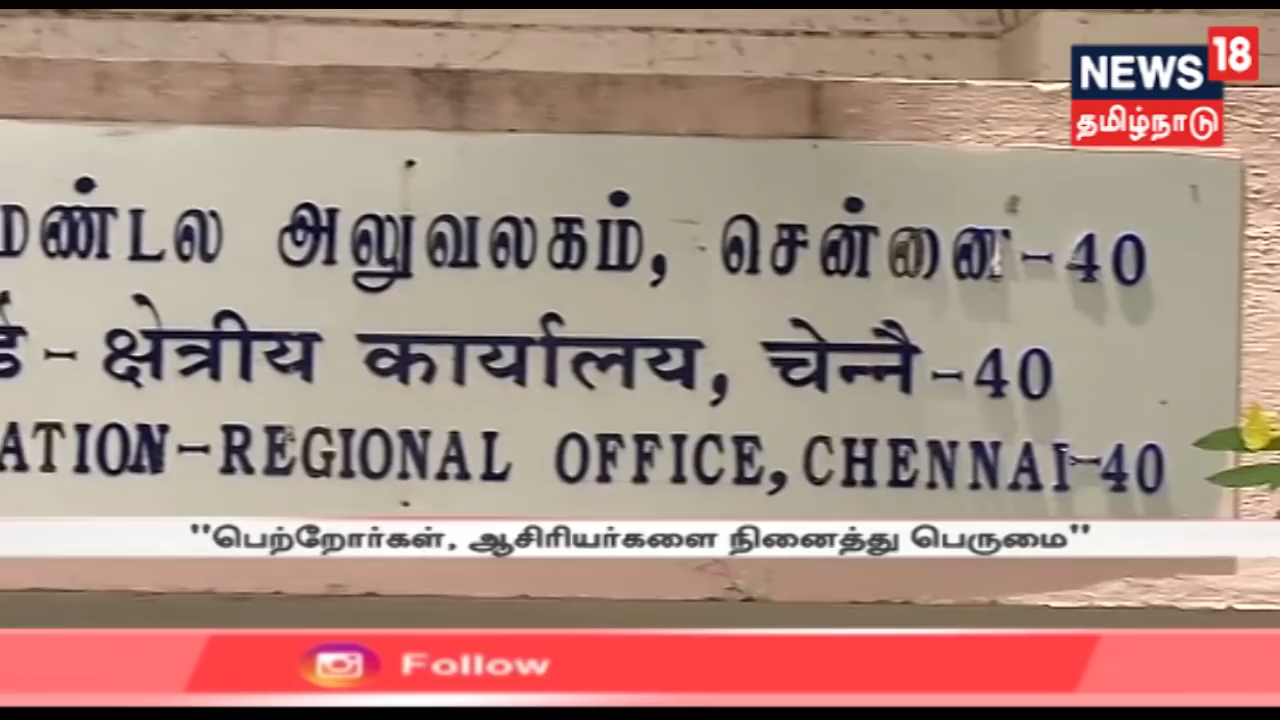 NEWS 18
தமிழ்நாடு
மண்டல அலுவலகம், சென்னை-40
- क्षेत्रीय कार्यालय, चेन्नै-40
ATION-REGIONAL OFFICE, CHENNAI-40
"பெற்றோர்கள், ஆசிரியர்களை நினைத்து பெருமை"
Follow